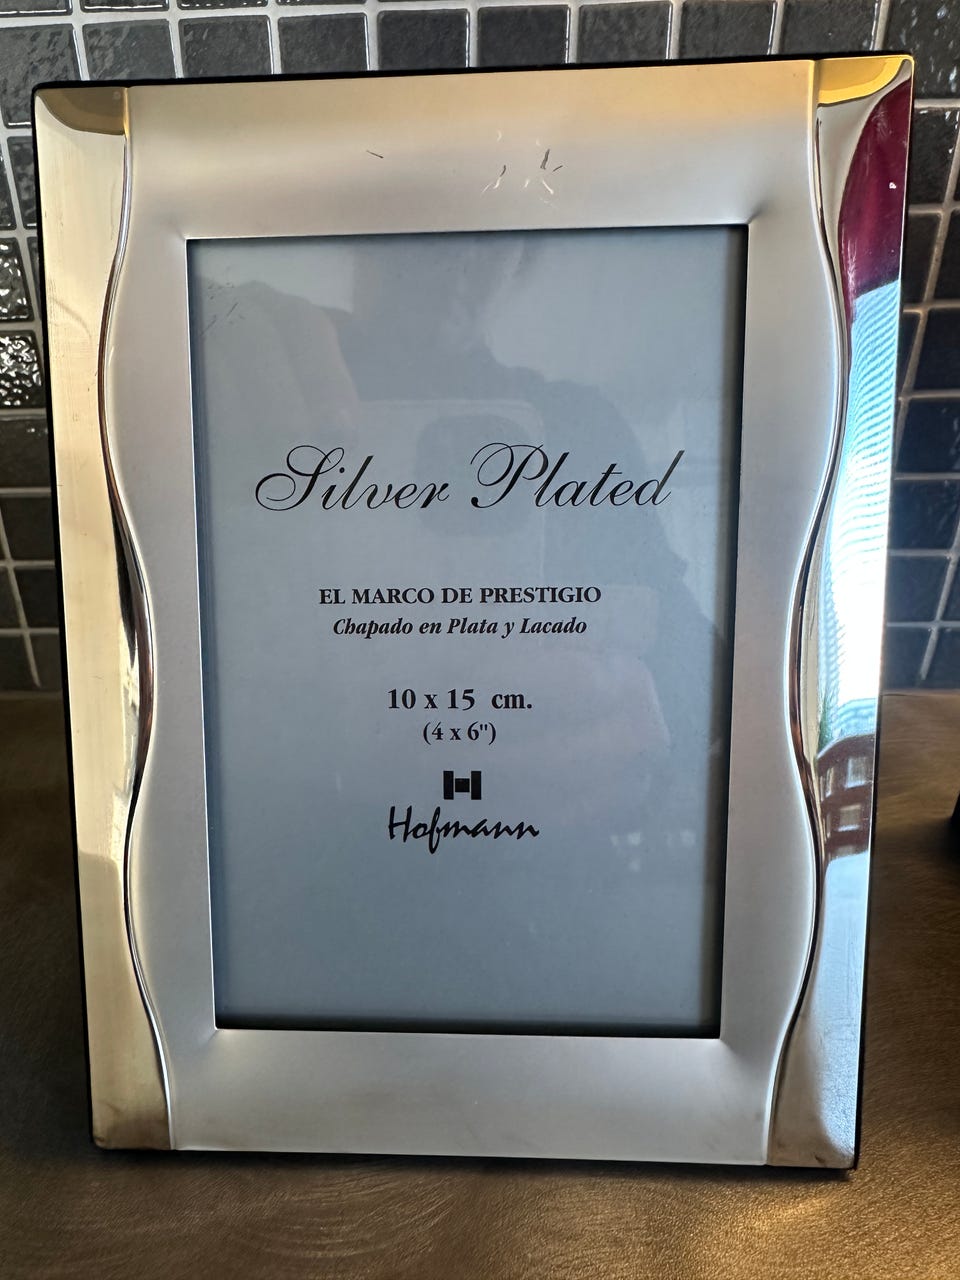 Silver Plated
EL MARCO DE PRESTIGIO
Chapado en Plata y Lacado
10 x 15 cm.
(4 x 6")
H
Hofmann